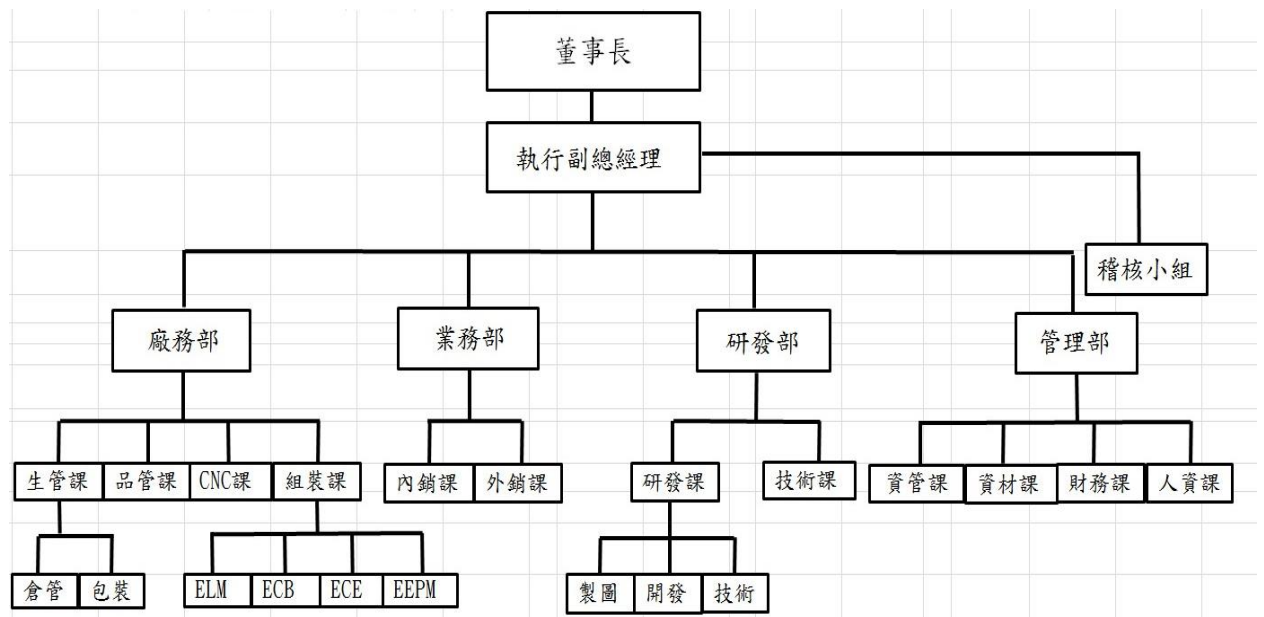 董事長
執行副總經理
稽核小組
廠務部
業務部
研發部
管理部
生管課
品管課
CNC課
組裝課
內銷課
外銷課
研發課
技術課
資管課
資材課
財務課
人資課
倉管
包裝
ELM
ECB
ECE
EEPM
製圖
開發
技術